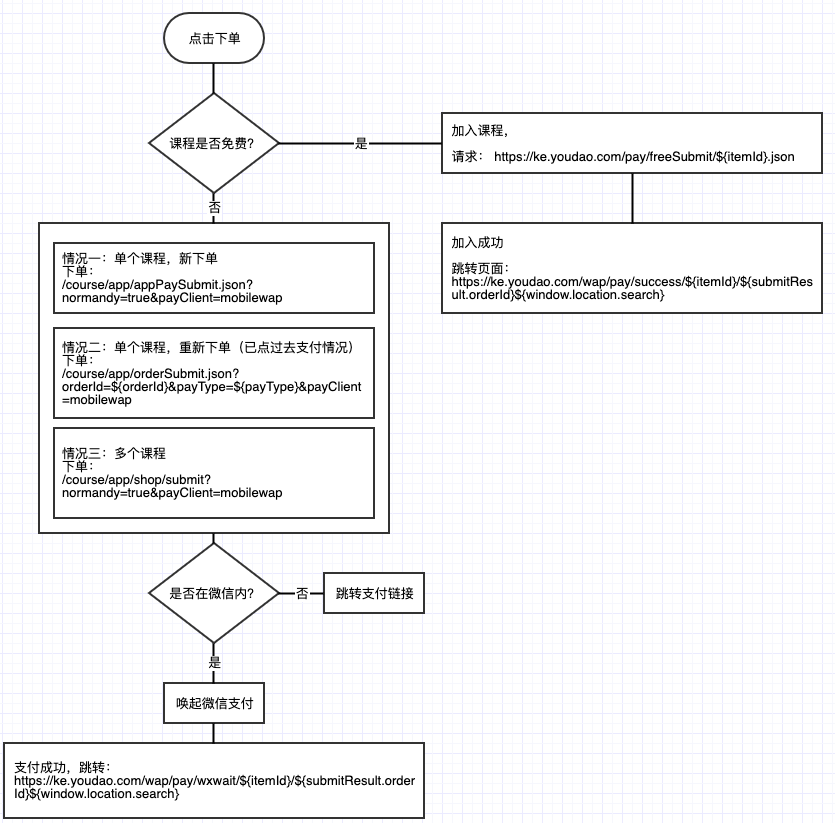 点击下单
课程是否免费?
是
加入课程，
请求： https://ke.youdao.com/pay/freeSubmit/${itemId}.json
加入成功
跳转页面：
https://ke.youdao.com/wap/pay/success/${itemId}/${submitRes
ult.orderId}${window.location.search}
否
情况一：单个课程，新下单
下单：
/course/app/appPaySubmit.json?
normandy=true&payClient=mobilewap
情况二：单个课程，重新下单（已点过去支付情况）
下单：
/course/app/orderSubmit.json?
orderId=${orderId}&payType=${payType}&payClient
=mobilewap
情况三：多个课程
下单：
/course/app/shop/submit?
normandy=true&payClient=mobilewap
是否在微信内?
否
跳转支付链接
是
唤起微信支付
支付成功，跳转：
https://ke.youdao.com/wap/pay/wxwait/${itemId}/${submitResult.order
Id}${window.location.search}